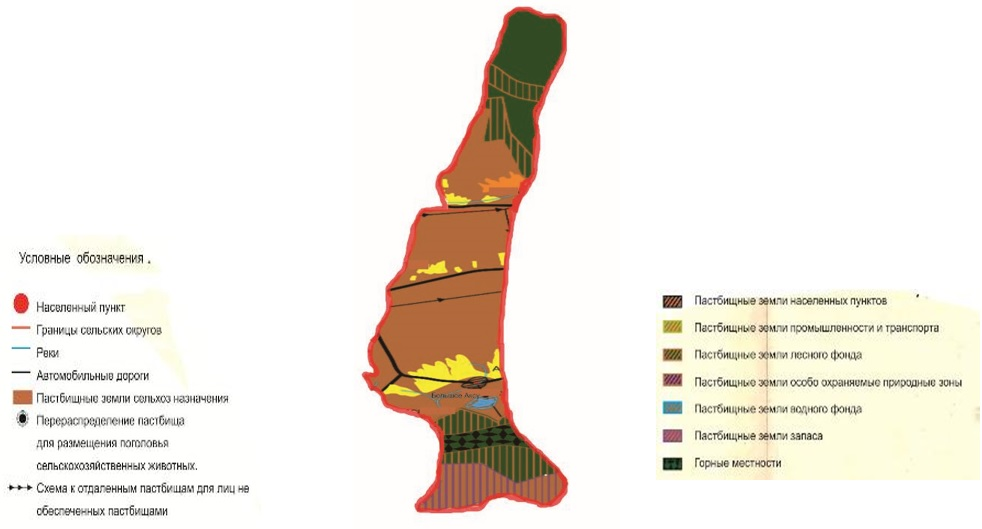 Условные обозначения .
Населенный пункт
Границы сельских округов
Реки
Автомобильные дороги
Пастбищные земли сельхоз назначения
Перераспределение пастбища
для размещения поголовья
сельскохозяйственных животных.
Схема к отдаленным пастбищам для лиц не
обеспеченных пастбищами
Большое Аксу
Пастбищные земли населенных пунктов
Пастбищные земли промышленности и транспорта
Пастбищные земли лесного фонда
Пастбищные земли особо охраняемые природные зоны
Пастбищные земли водного фонда
Пастбищные земли запаса
Горные местности